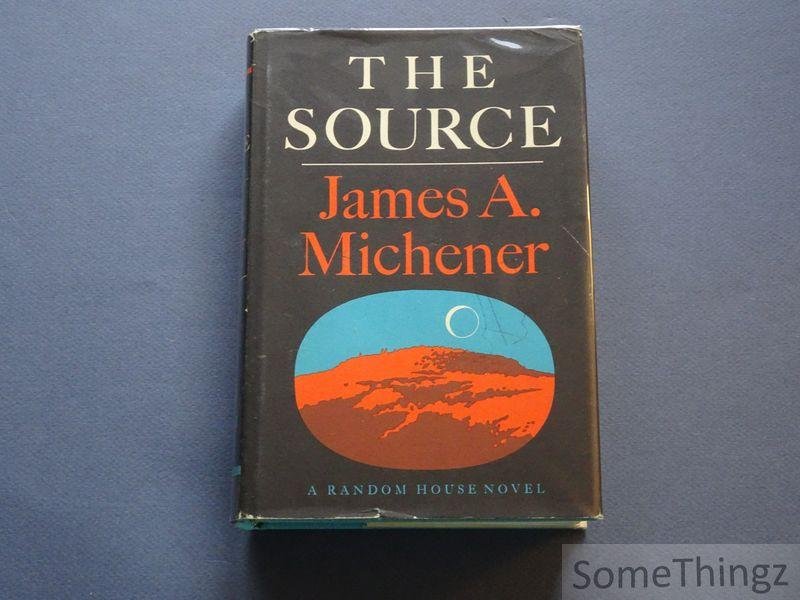 THE
SOURCE
James A.
Michener
A RANDOM HOUSE NOVEL
SomeThingz